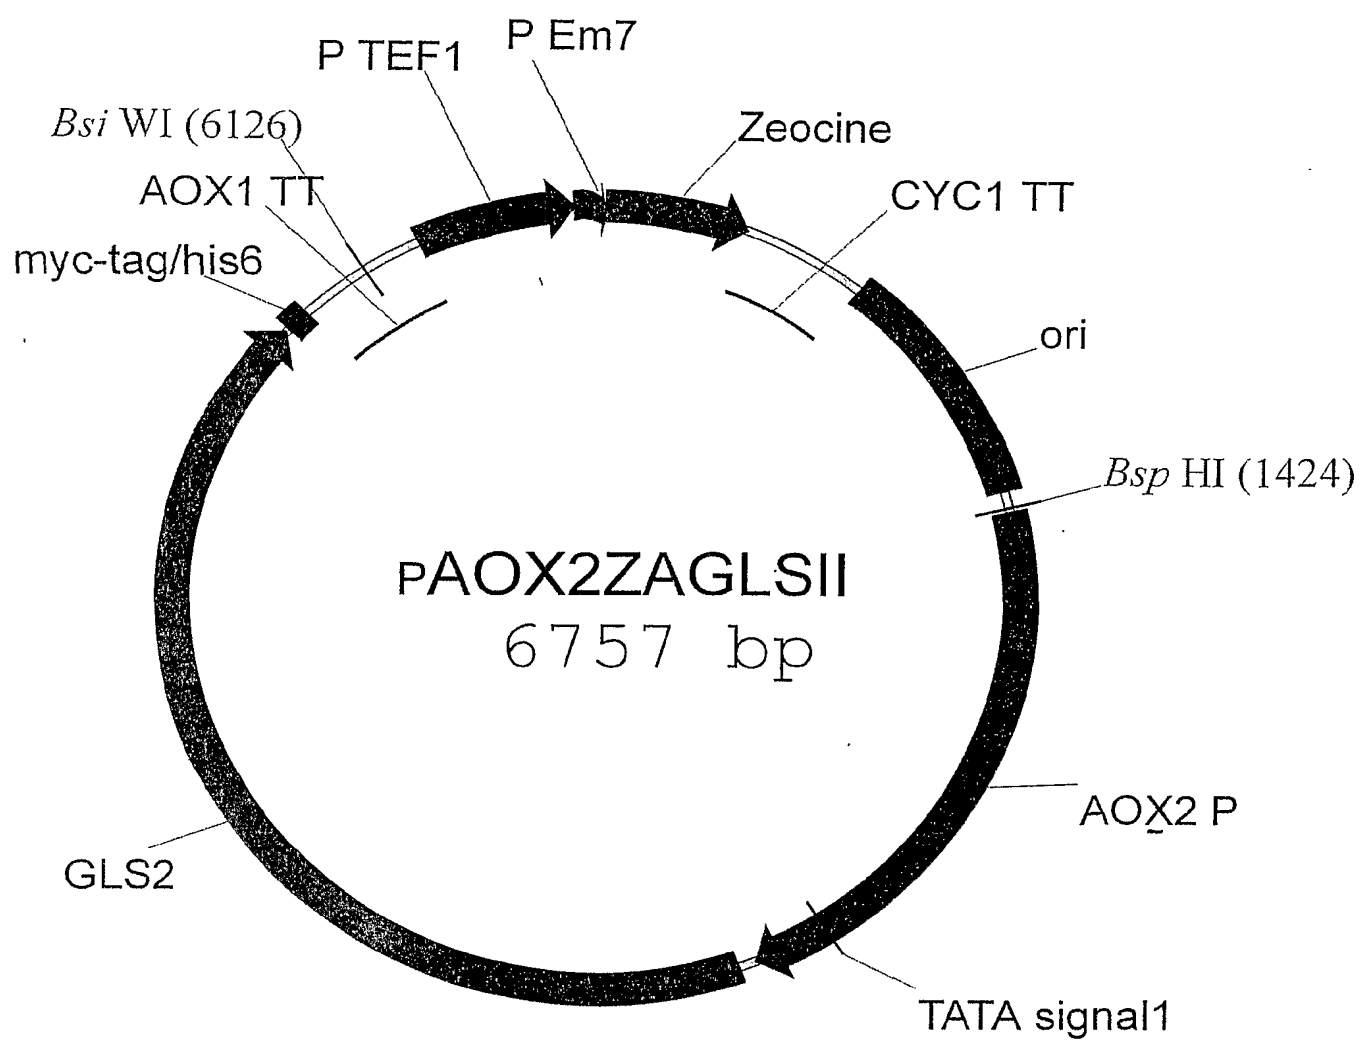 P Em7
P TEF1
Bsi WI (6126)
Zeocine
AOX1 TT
CYC1 TT
myc-tag/his6
ori
Bsp HI (1424)
pAOX2ZAGLSII
6757 bp
AOX2 P
GLS2
TATA signal1